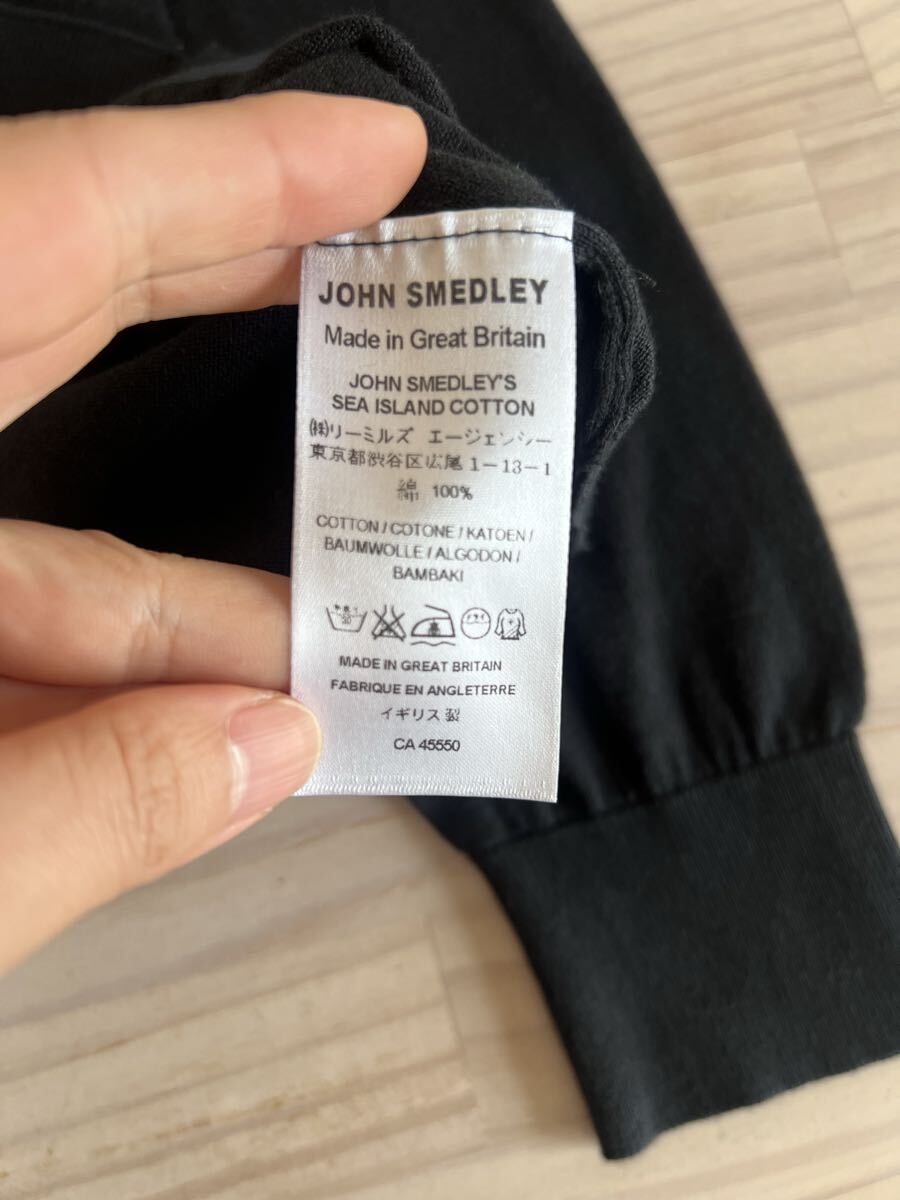 JOHN SMEDLEY
Made in Great Britain
JOHN SMEDLEY'S
SEA ISLAND COTTON
㈱リーミルズ エージェンシー
東京都渋谷区広尾 1-13-1
綿 100%
COTTON / COTONE / KATOEN /
BAUMWOLLE / ALGODON /
BAMBAKI
MADE IN GREAT BRITAIN
FABRIQUE EN ANGLETERRE
イギリス 製
CA 45550